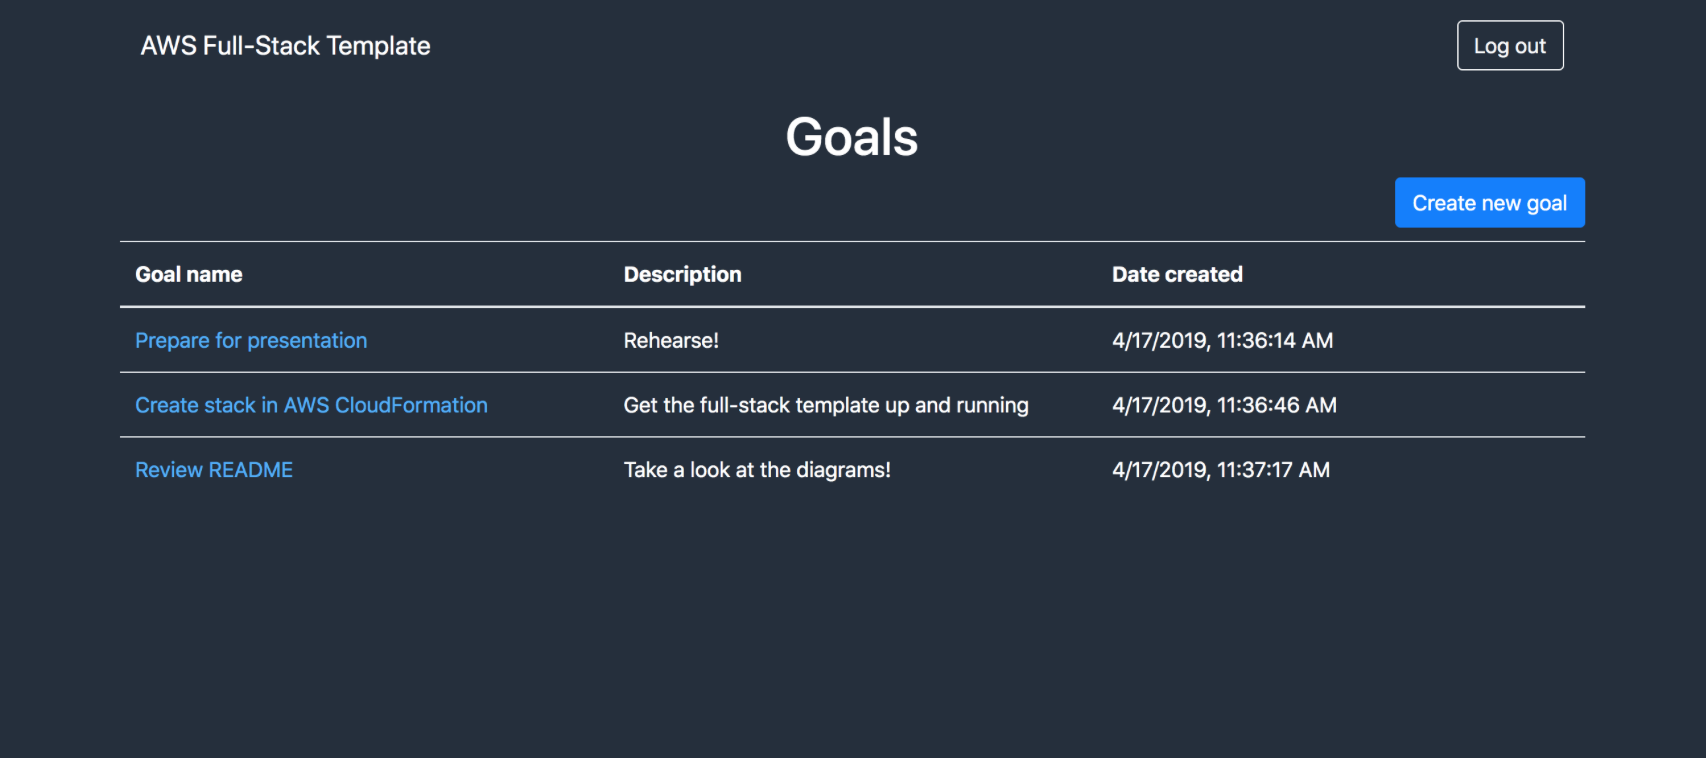 AWS Full-Stack Template
Log out
Goals
Create new goal
Goal name Description Date created
Prepare for presentation Rehearse! 4/17/2019, 11:36:14 AM
Create stack in AWS CloudFormation Get the full-stack template up and running 4/17/2019, 11:36:46 AM
Review README Take a look at the diagrams! 4/17/2019, 11:37:17 AM